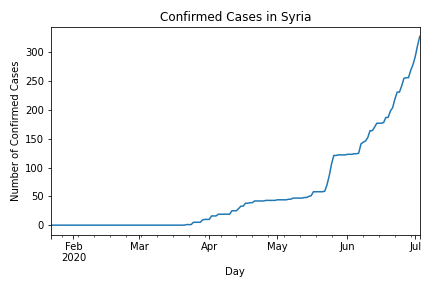 Confirmed Cases in Syria
Number of Confirmed Cases
300
250
200
150
100
50
0
Feb
2020
Mar
Apr
May
Jun
Jul
Day